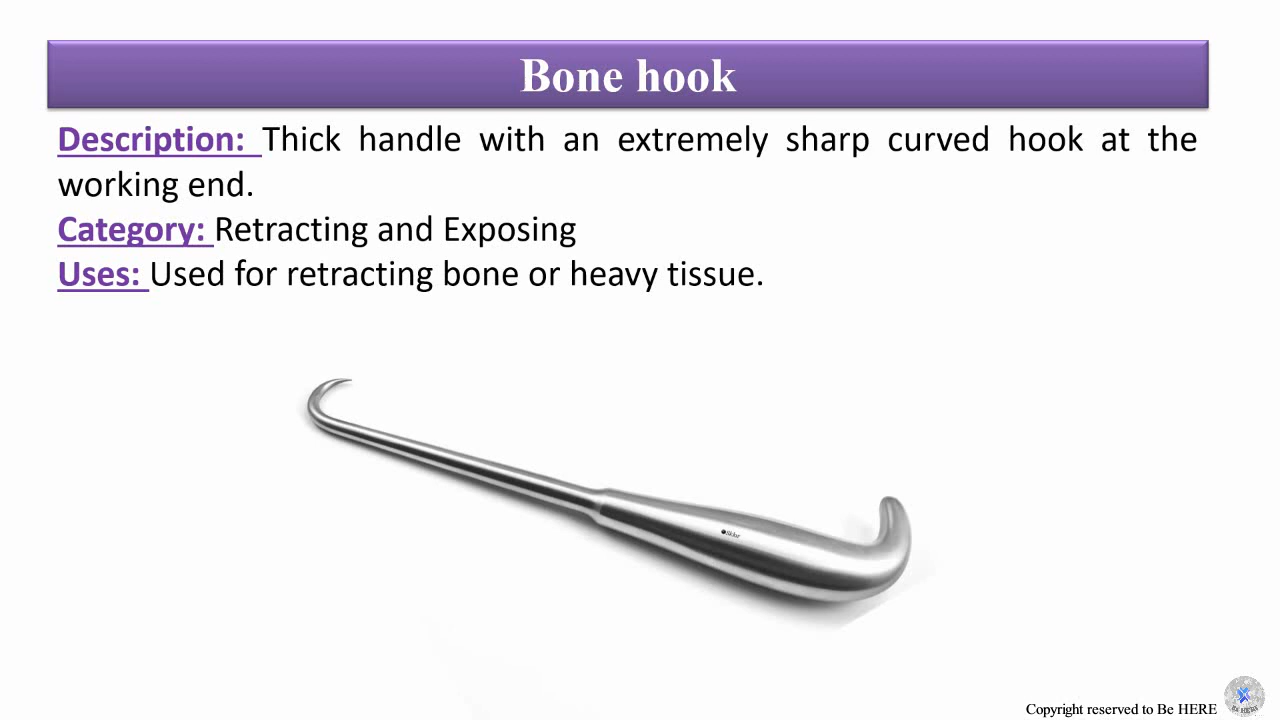 Bone hook
Description: Thick handle with an extremely sharp curved hook at the
working end.
Category: Retracting and Exposing
Uses: Used for retracting bone or heavy tissue.
Copyright reserved to Be HERE